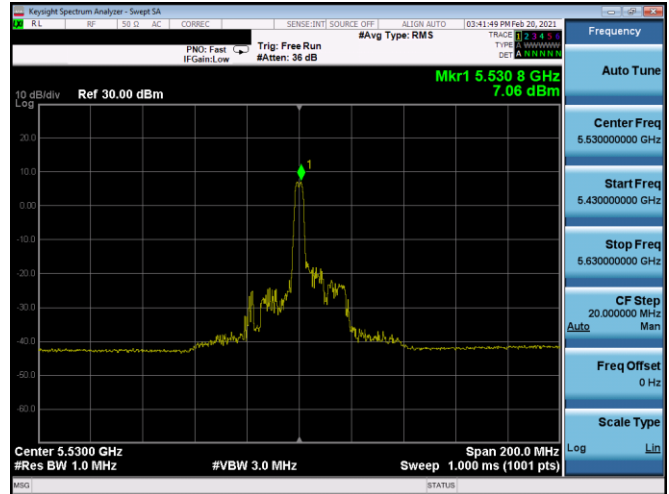 Keysight Spectrum Analyzer - Swept SA
LXI RL RF 50 Ω AC CORREC SENSE:INT SOURCE OFF ALIGN AUTO 03:41:49 PM Feb 20, 2021
#Avg Type: RMS
TRACE 1 2 3 4 5 6
PNO: Fast Trig: Free Run TYPE A WWWWW
IFGain:Low #Atten: 36 dB DET A N N N N N
Mkr1 5.530 8 GHz
7.06 dBm
10 dB/div Ref 30.00 dBm
Log
20.0
1
10.0
0.00
-10.0
-20.0
-30.0
-40.0
-50.0
-60.0
Center 5.5300 GHz Span 200.0 MHz
#Res BW 1.0 MHz #VBW 3.0 MHz Sweep 1.000 ms (1001 pts)
MSG STATUS
Frequency
Auto Tune
Center Freq
5.530000000 GHz
Start Freq
5.430000000 GHz
Stop Freq
5.630000000 GHz
CF Step
20.000000 MHz
Auto Man
Freq Offset
0 Hz
Scale Type
Log Lin